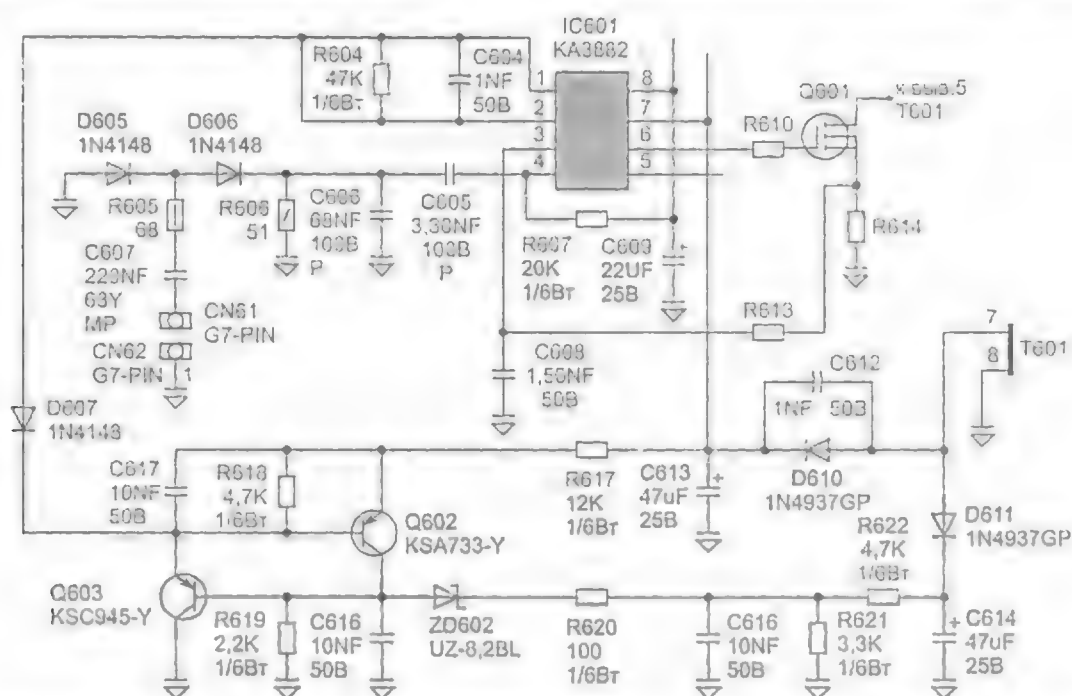 IC601
KA3882
R604
47K
1/6Вт
C604
1NF
50В
1
2
3
4
8
7
6
5
Q601
T601
R610
D605
1N4148
D606
1N4148
R605
68
R606
51
C606
68NF
100В
P
C605
3,30NF
100В
P
R607
20K
1/6Вт
C609
22UF
25В
+
R614
C607
220NF
63Y
MP
CN61
G7-PIN
CN62
G7-PIN
1
R613
C608
1,50NF
50В
7
8
T601
C612
1NF
50В
D607
1N4148
C617
10NF
50В
R618
4,7K
1/6Вт
Q602
KSA733-Y
R617
12K
1/6Вт
C613
47uF
25В
+
D610
1N4937GP
D611
1N4937GP
R622
4,7K
1/6Вт
Q603
KSC945-Y
R619
2,2K
1/6Вт
C616
10NF
50В
ZD602
UZ-8,2BL
R620
100
1/6Вт
C616
10NF
50В
R621
3,3K
1/6Вт
C614
47uF
25В
+